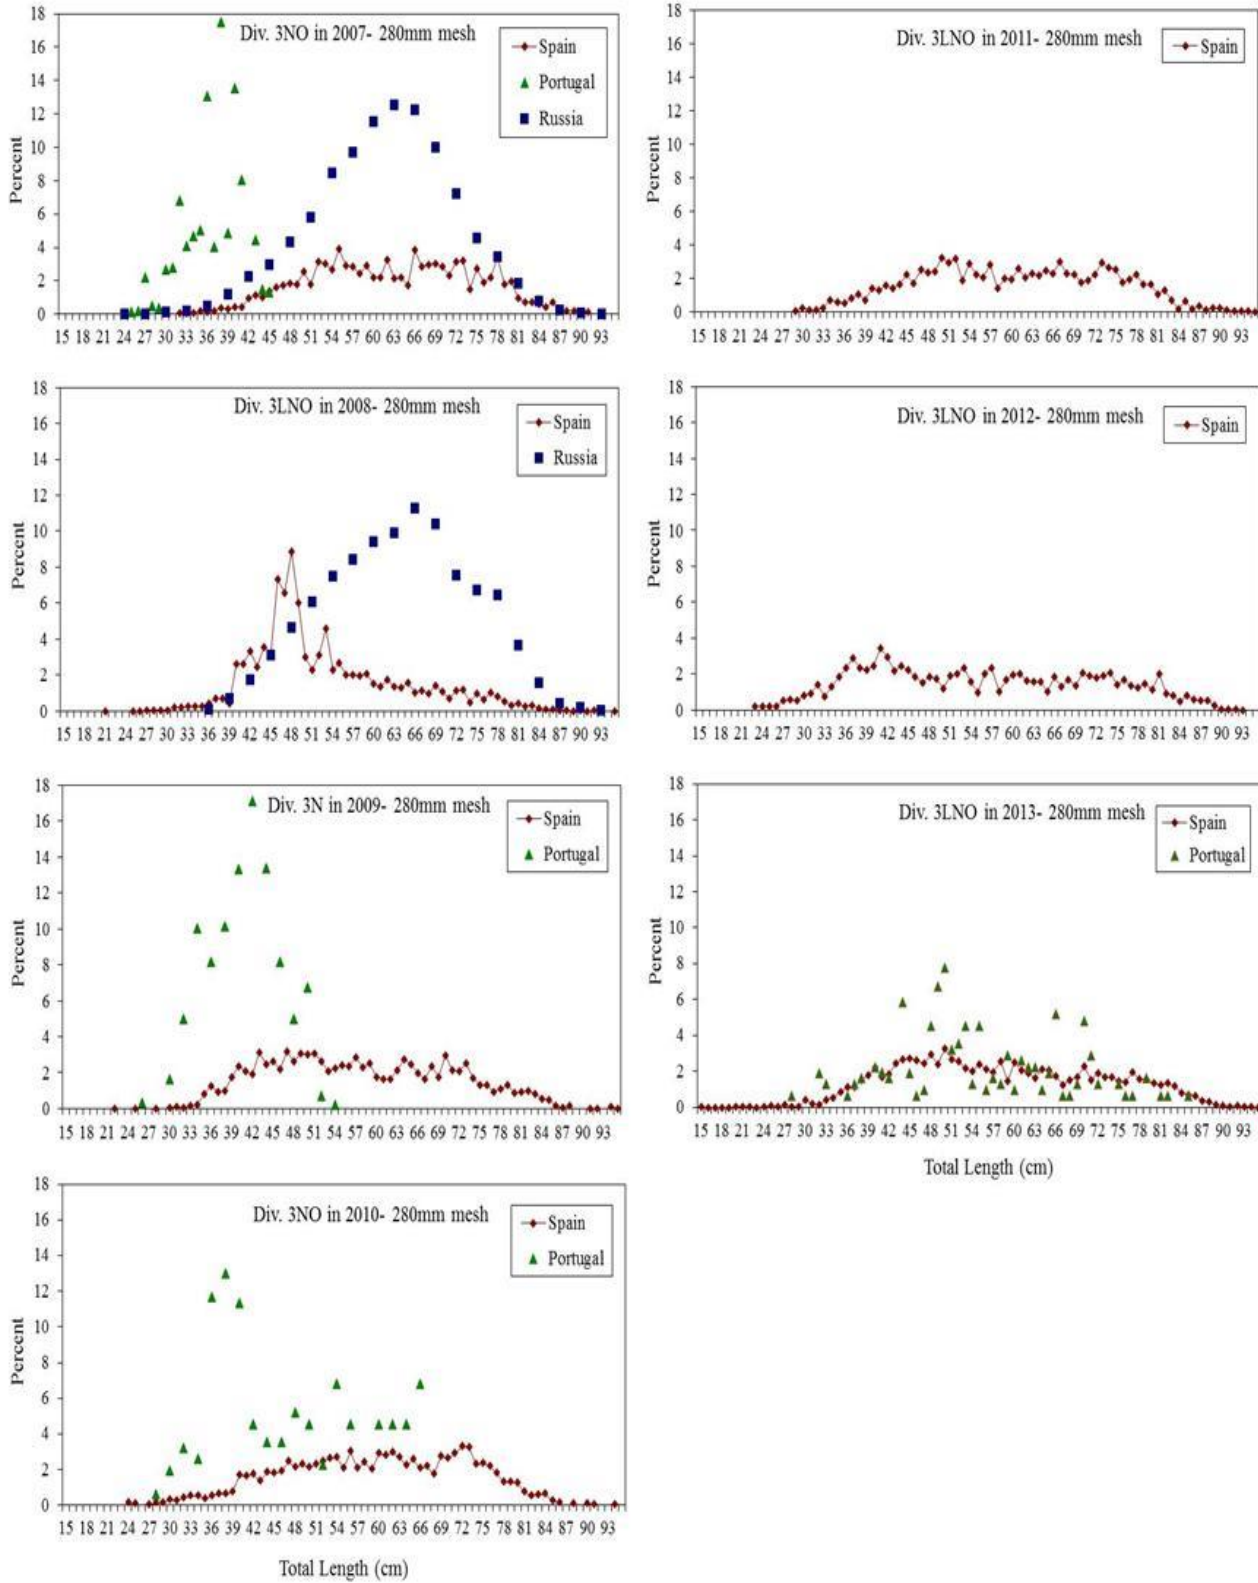 Div. 3NO in 2007- 280mm mesh
Spain
Portugal
Russia
Percent
18
16
14
12
10
8
6
4
2
0
15 18 21 24 27 30 33 36 39 42 45 48 51 54 57 60 63 66 69 72 75 78 81 84 87 90 93
Div. 3LNO in 2008- 280mm mesh
Spain
Russia
Percent
18
16
14
12
10
8
6
4
2
0
15 18 21 24 27 30 33 36 39 42 45 48 51 54 57 60 63 66 69 72 75 78 81 84 87 90 93
Div. 3N in 2009- 280mm mesh
Spain
Portugal
Percent
18
16
14
12
10
8
6
4
2
0
15 18 21 24 27 30 33 36 39 42 45 48 51 54 57 60 63 66 69 72 75 78 81 84 87 90 93
Div. 3NO in 2010- 280mm mesh
Spain
Portugal
Percent
18
16
14
12
10
8
6
4
2
0
15 18 21 24 27 30 33 36 39 42 45 48 51 54 57 60 63 66 69 72 75 78 81 84 87 90 93
Total Length (cm)
Div. 3LNO in 2011- 280mm mesh
Spain
Percent
18
16
14
12
10
8
6
4
2
0
15 18 21 24 27 30 33 36 39 42 45 48 51 54 57 60 63 66 69 72 75 78 81 84 87 90 93
Div. 3LNO in 2012- 280mm mesh
Spain
Percent
18
16
14
12
10
8
6
4
2
0
15 18 21 24 27 30 33 36 39 42 45 48 51 54 57 60 63 66 69 72 75 78 81 84 87 90 93
Div. 3LNO in 2013- 280mm mesh
Spain
Portugal
Percent
18
16
14
12
10
8
6
4
2
0
15 18 21 24 27 30 33 36 39 42 45 48 51 54 57 60 63 66 69 72 75 78 81 84 87 90 93
Total Length (cm)